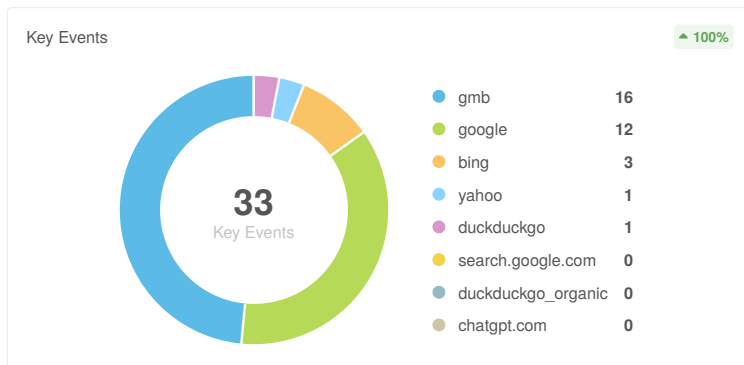 Key Events
100%
33
Key Events
gmb 16
google 12
bing 3
yahoo 1
duckduckgo 1
search.google.com 0
duckduckgo_organic 0
chatgpt.com 0